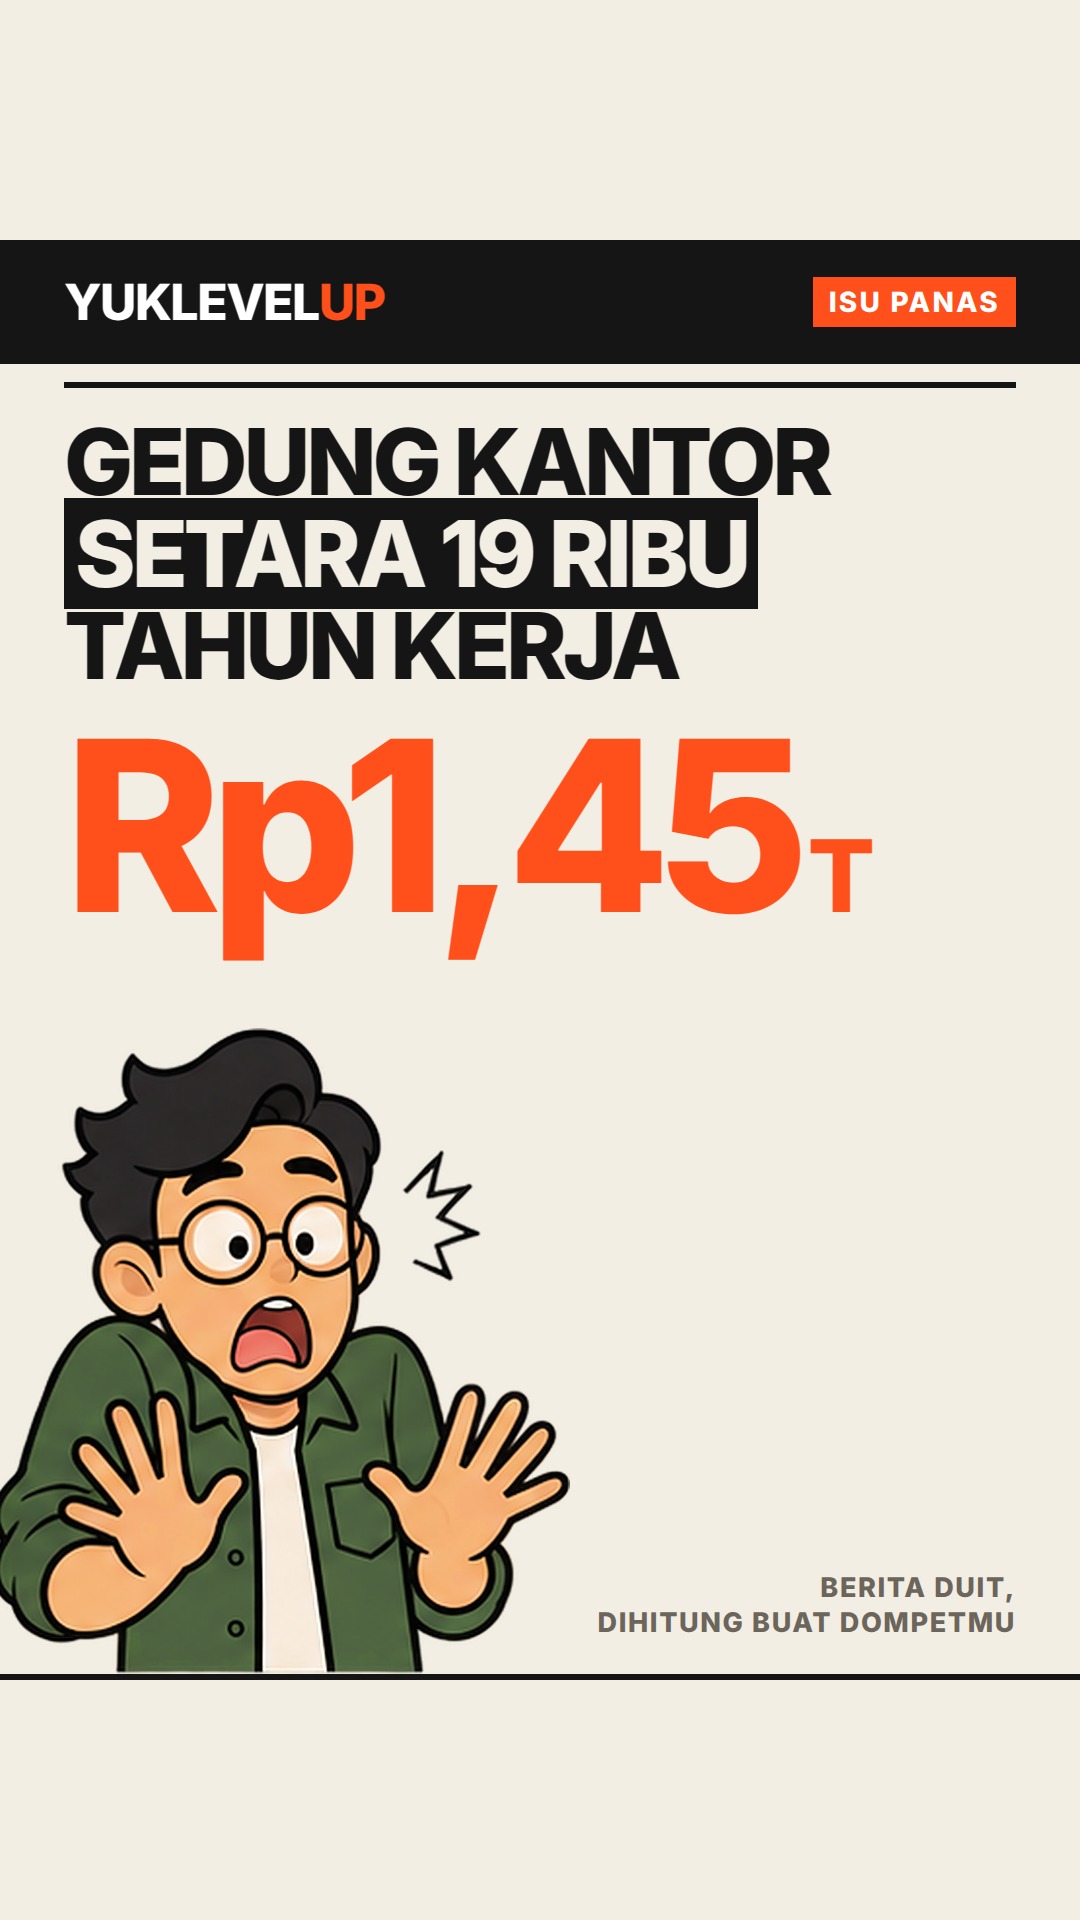 YUKLEVELUP
ISU PANAS
GEDUNG KANTOR
SETARA 19 RIBU
TAHUN KERJA
Rp1,45T
BERITA DUIT,
DIHITUNG BUAT DOMPETMU